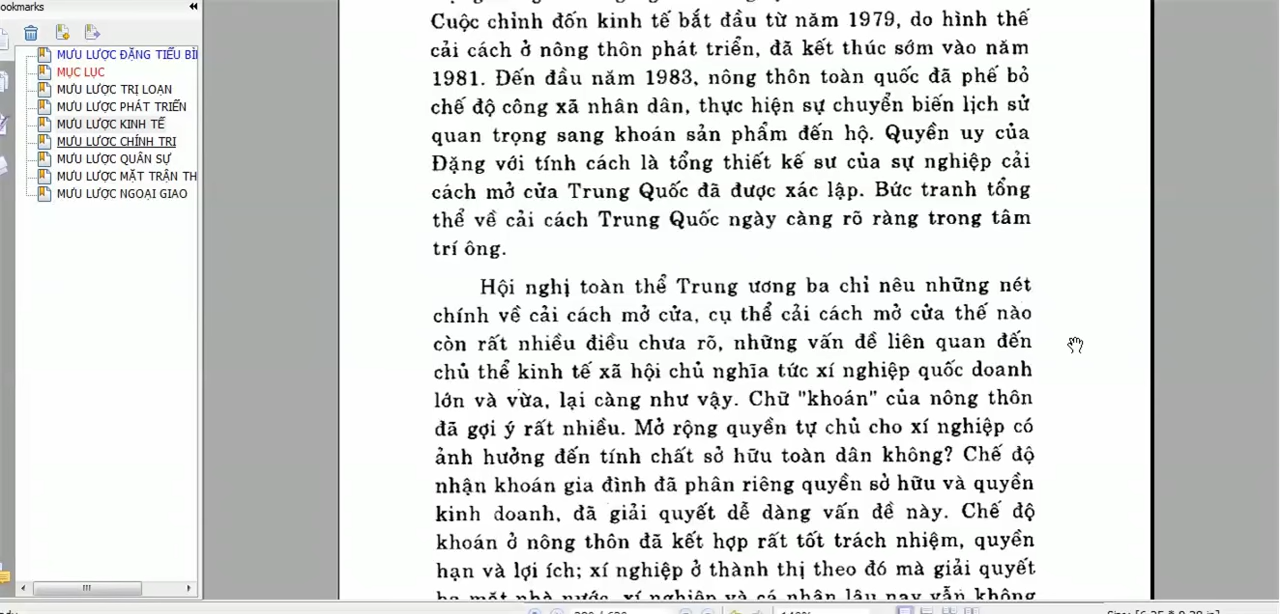 ookmarks
MƯU LƯỢC ĐẶNG TIỂU BÌ
MỤC LỤC
MƯU LƯỢC TRỊ LOẠN
MƯU LƯỢC PHÁT TRIỂN
MƯU LƯỢC KINH TẾ
MƯU LƯỢC CHÍNH TRỊ
MƯU LƯỢC QUÂN SỰ
MƯU LƯỢC MẶT TRẬN TH
MƯU LƯỢC NGOẠI GIAO
Cuộc chỉnh đốn kinh tế bắt đầu từ năm 1979, do hình thế
cải cách ở nông thôn phát triển, đã kết thúc sớm vào năm
1981. Đến đầu năm 1983, nông thôn toàn quốc đã phế bỏ
chế độ công xã nhân dân, thực hiện sự chuyển biến lịch sử
quan trọng sang khoán sản phẩm đến hộ. Quyền uy của
Đặng với tính cách là tổng thiết kế sư của sự nghiệp cải
cách mở cửa Trung Quốc đã được xác lập. Bức tranh tổng
thể về cải cách Trung Quốc ngày càng rõ ràng trong tâm
trí ông.
Hội nghị toàn thể Trung ương ba chỉ nêu những nét
chính về cải cách mở cửa, cụ thể cải cách mở cửa thế nào
còn rất nhiều điều chưa rõ, những vấn đề liên quan đến
chủ thể kinh tế xã hội chủ nghĩa tức xí nghiệp quốc doanh
lớn và vừa, lại càng như vậy. Chữ "khoán" của nông thôn
đã gợi ý rất nhiều. Mở rộng quyền tự chủ cho xí nghiệp có
ảnh hưởng đến tính chất sở hữu toàn dân không? Chế độ
nhận khoán gia đình đã phân riêng quyền sở hữu và quyền
kinh doanh, đã giải quyết dễ dàng vấn đề này. Chế độ
khoán ở nông thôn đã kết hợp rất tốt trách nhiệm, quyền
hạn và lợi ích; xí nghiệp ở thành thị theo đó mà giải quyết
ba mặt nhà nước, xí nghiệp và cá nhân lâu nay vẫn không